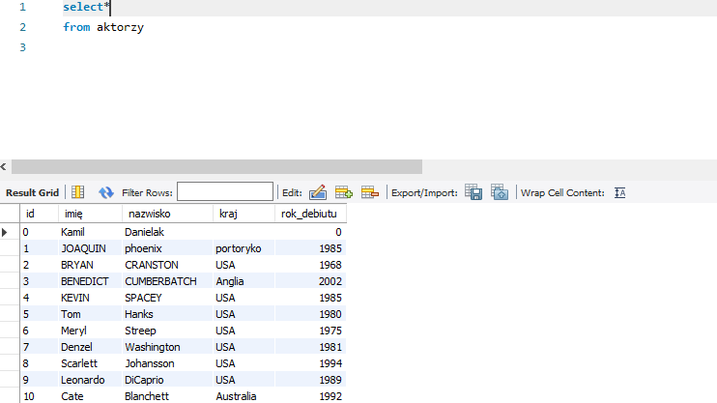 1 select*
2 from aktorzy
3
Result Grid Filter Rows: Edit: Export/Import: Wrap Cell Content: IA
id imię nazwisko kraj rok_debiutu
0 Kamil Danielak 0
1 JOAQUIN phoenix portoryko 1985
2 BRYAN CRANSTON USA 1968
3 BENEDICT CUMBERBATCH Anglia 2002
4 KEVIN SPACEY USA 1985
5 Tom Hanks USA 1980
6 Meryl Streep USA 1975
7 Denzel Washington USA 1981
8 Scarlett Johansson USA 1994
9 Leonardo DiCaprio USA 1989
10 Cate Blanchett Australia 1992